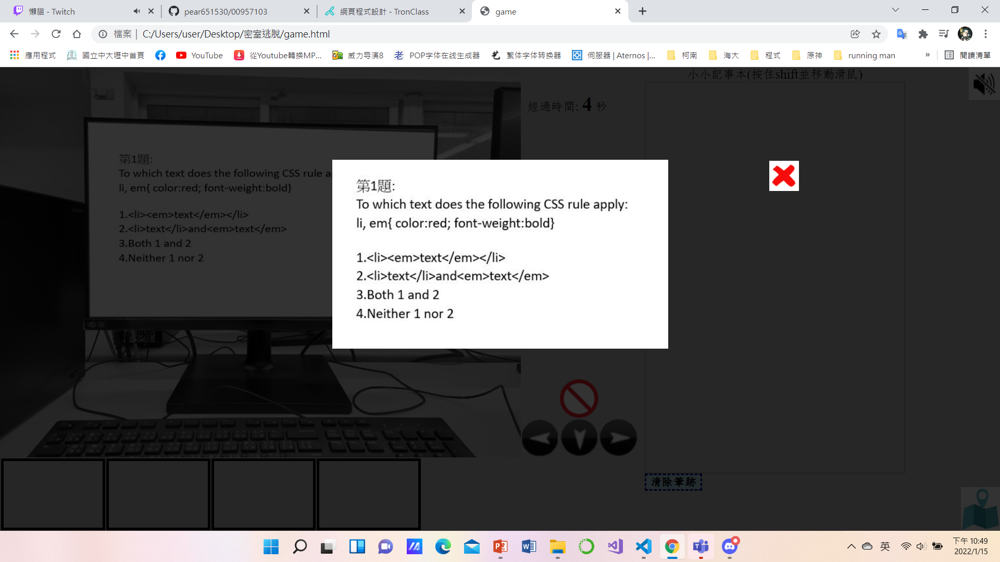 懶貓 - Twitch
pear651530/00957103
網頁程式設計 - TronClass
game
檔案 | C:/Users/user/Desktop/密室逃脫/game.html
應用程式
國立中大壢中首頁
YouTube
從Youtube轉換MP...
威力导演8
老 POP字体在线生成器
繁体字体转换器
伺服器 | Aternos |...
柯南
海大
程式
原神
running man
»
閱讀清單
小小記事本(按住shift並移動滑鼠)
經過時間: 4 秒
第1題:
To which text does the following CSS rule a
li, em{ color:red; font-weight:bold}
1.<li><em>text</em></li>
2.<li>text</li>and<em>text</em>
3.Both 1 and 2
4.Neither 1 nor 2
第1題:
To which text does the following CSS rule apply:
li, em{ color:red; font-weight:bold}
1.<li><em>text</em></li>
2.<li>text</li>and<em>text</em>
3.Both 1 and 2
4.Neither 1 nor 2
清除筆跡
英
下午 10:49
2022/1/15